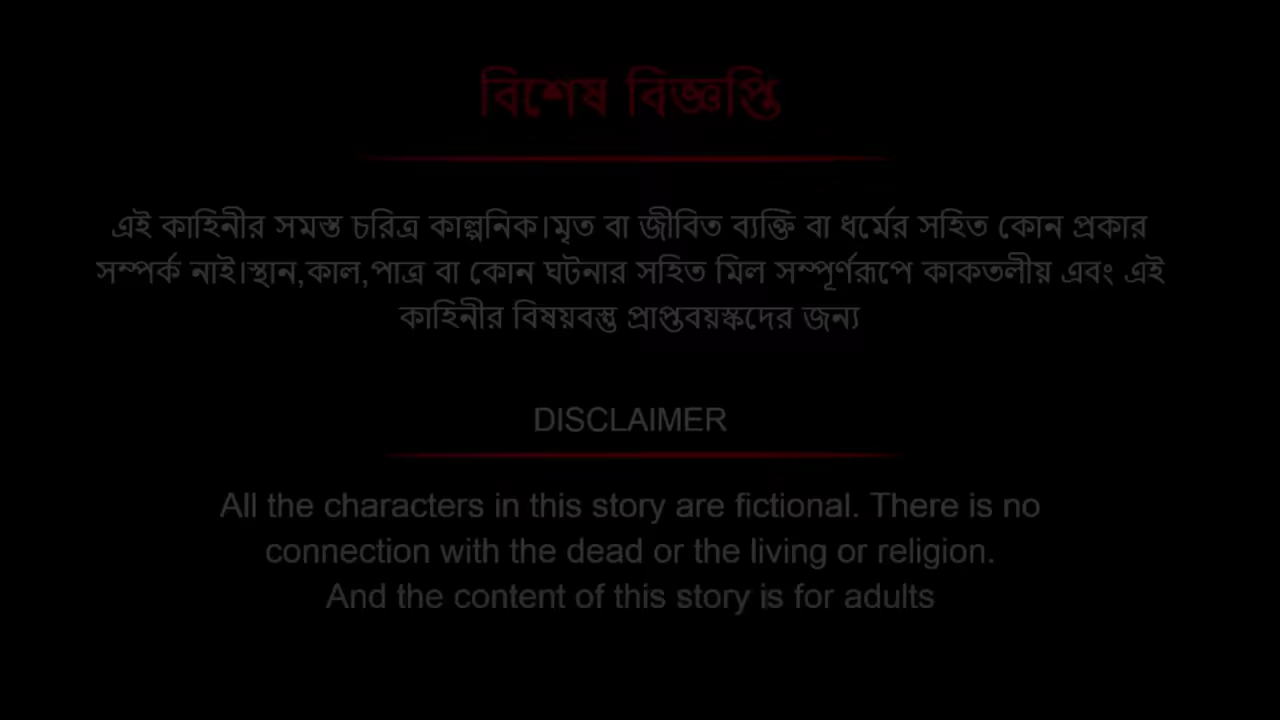 বিশেষ বিজ্ঞপ্তি
এই কাহিনীর সমস্ত চরিত্র কাল্পনিক।মৃত বা জীবিত ব্যক্তি বা ধর্মের সহিত কোন প্রকার
সম্পর্ক নাই।স্থান,কাল,পাত্র বা কোন ঘটনার সহিত মিল সম্পূর্ণরূপে কাকতলীয় এবং এই
কাহিনীর বিষয়বস্তু প্রাপ্তবয়স্কদের জন্য
DISCLAIMER
All the characters in this story are fictional. There is no
connection with the dead or the living or religion.
And the content of this story is for adults